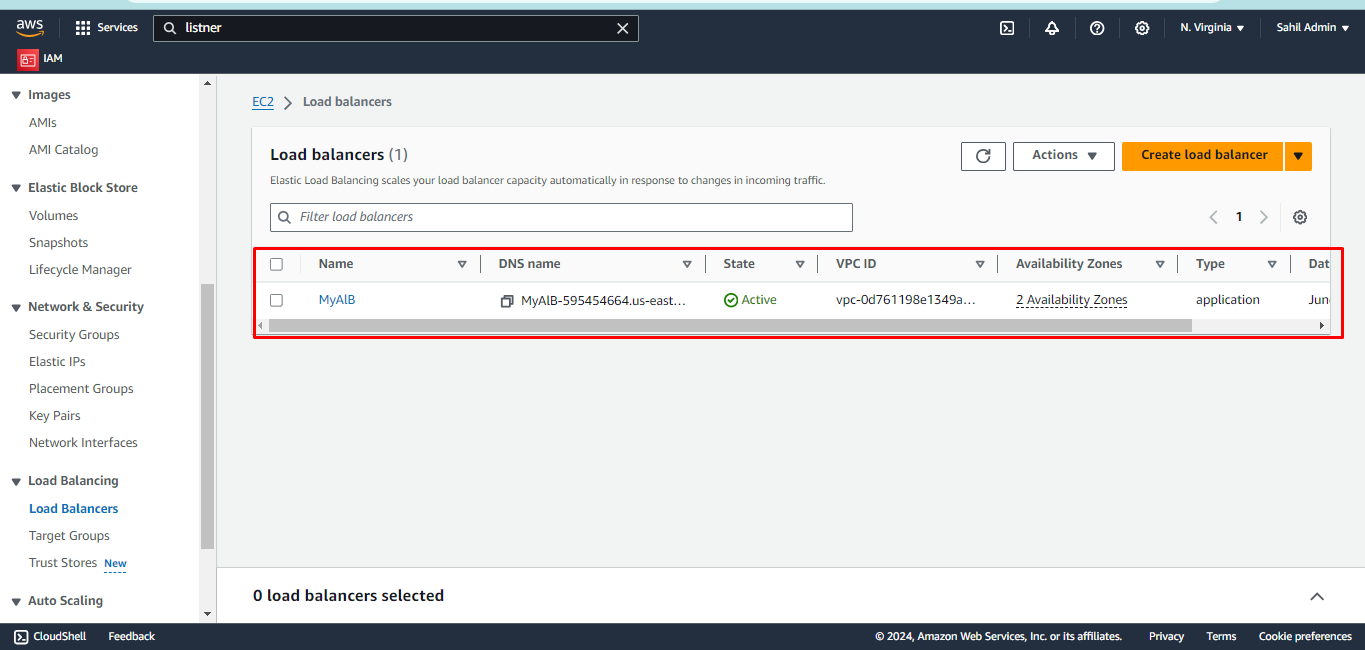 aws
Services
listner
N. Virginia
Sahil Admin
IAM
Images
AMIs
AMI Catalog
Elastic Block Store
Volumes
Snapshots
Lifecycle Manager
Network & Security
Security Groups
Elastic IPs
Placement Groups
Key Pairs
Network Interfaces
Load Balancing
Load Balancers
Target Groups
Trust Stores New
Auto Scaling
EC2 Load balancers
Load balancers (1)
Actions
Create load balancer
Elastic Load Balancing scales your load balancer capacity automatically in response to changes in incoming traffic.
Filter load balancers
1
Name DNS name State VPC ID Availability Zones Type Dat
MyAlB MyAlB-595454664.us-east... Active vpc-0d761198e1349a... 2 Availability Zones application Jun
0 load balancers selected
CloudShell Feedback © 2024, Amazon Web Services, Inc. or its affiliates. Privacy Terms Cookie preferences